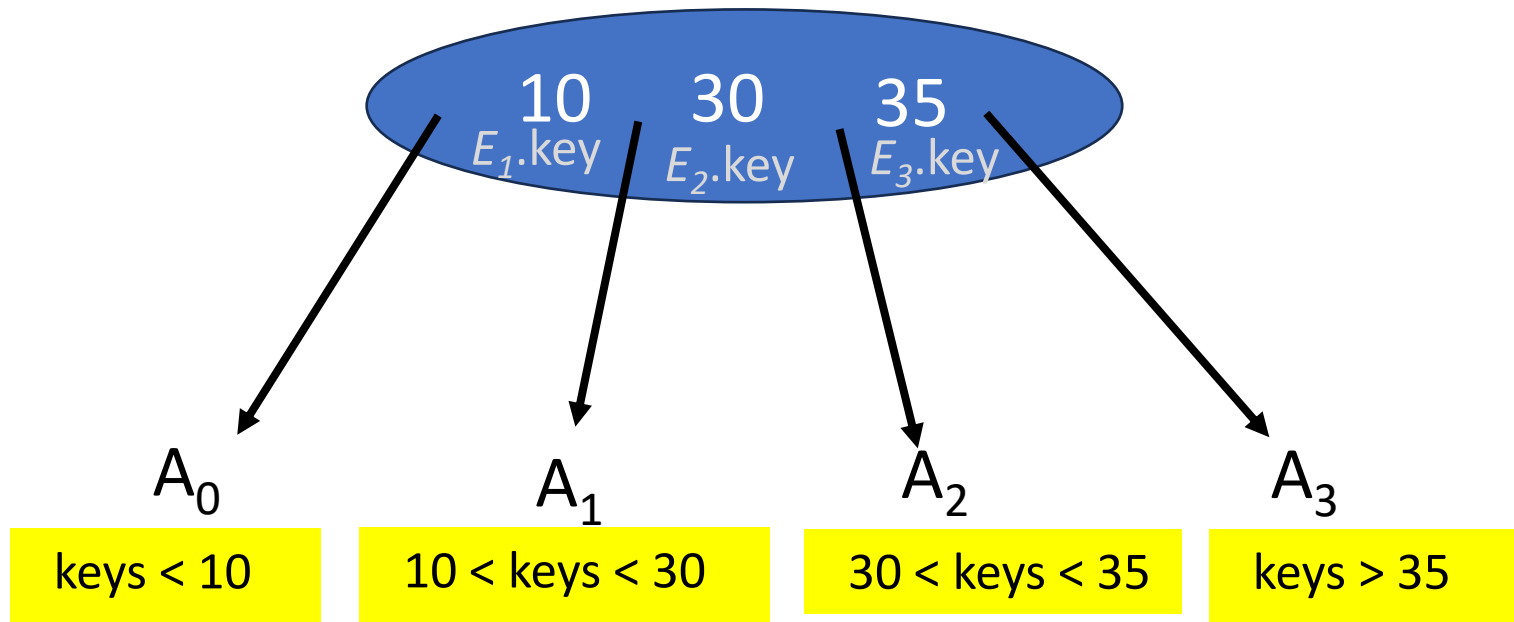 10 30 35
E₁.key E₂.key E₃.key
A₀ A₁ A₂ A₃
keys < 10 10 < keys < 30 30 < keys < 35 keys > 35